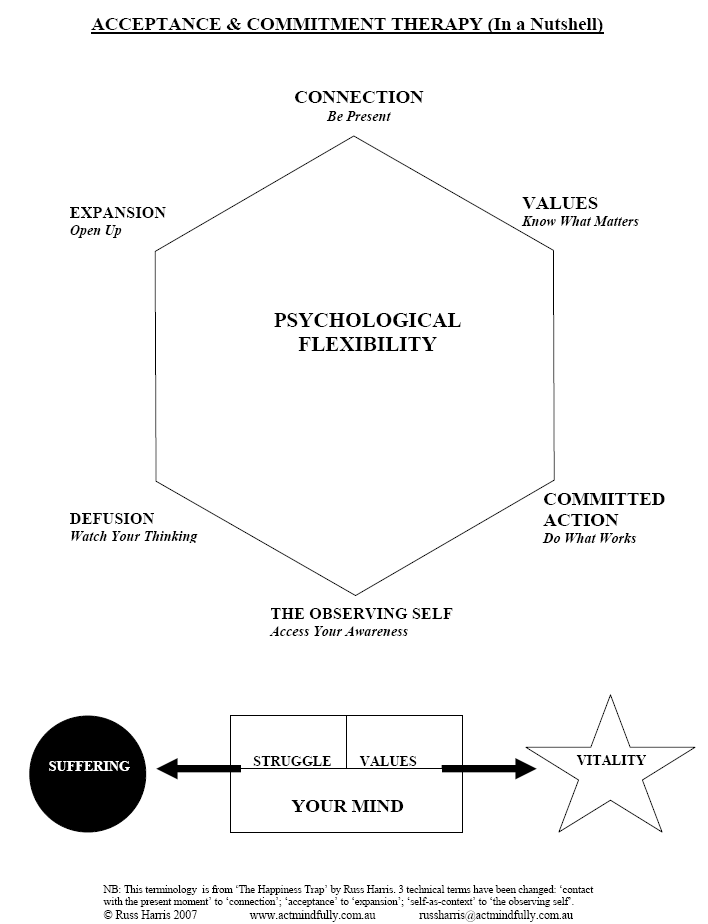 ACCEPTANCE & COMMITMENT THERAPY (In a Nutshell)
CONNECTION
Be Present
EXPANSION
Open Up
VALUES
Know What Matters
PSYCHOLOGICAL
FLEXIBILITY
DEFUSION
Watch Your Thinking
COMMITTED
ACTION
Do What Works
THE OBSERVING SELF
Access Your Awareness
SUFFERING
STRUGGLE
VALUES
YOUR MIND
VITALITY
NB: This terminology is from ‘The Happiness Trap’ by Russ Harris. 3 technical terms have been changed: ‘contact
with the present moment’ to ‘connection’; ‘acceptance’ to ‘expansion’; ‘self-as-context’ to ‘the observing self’.
© Russ Harris 2007 www.actmindfully.com.au russharris@actmindfully.com.au